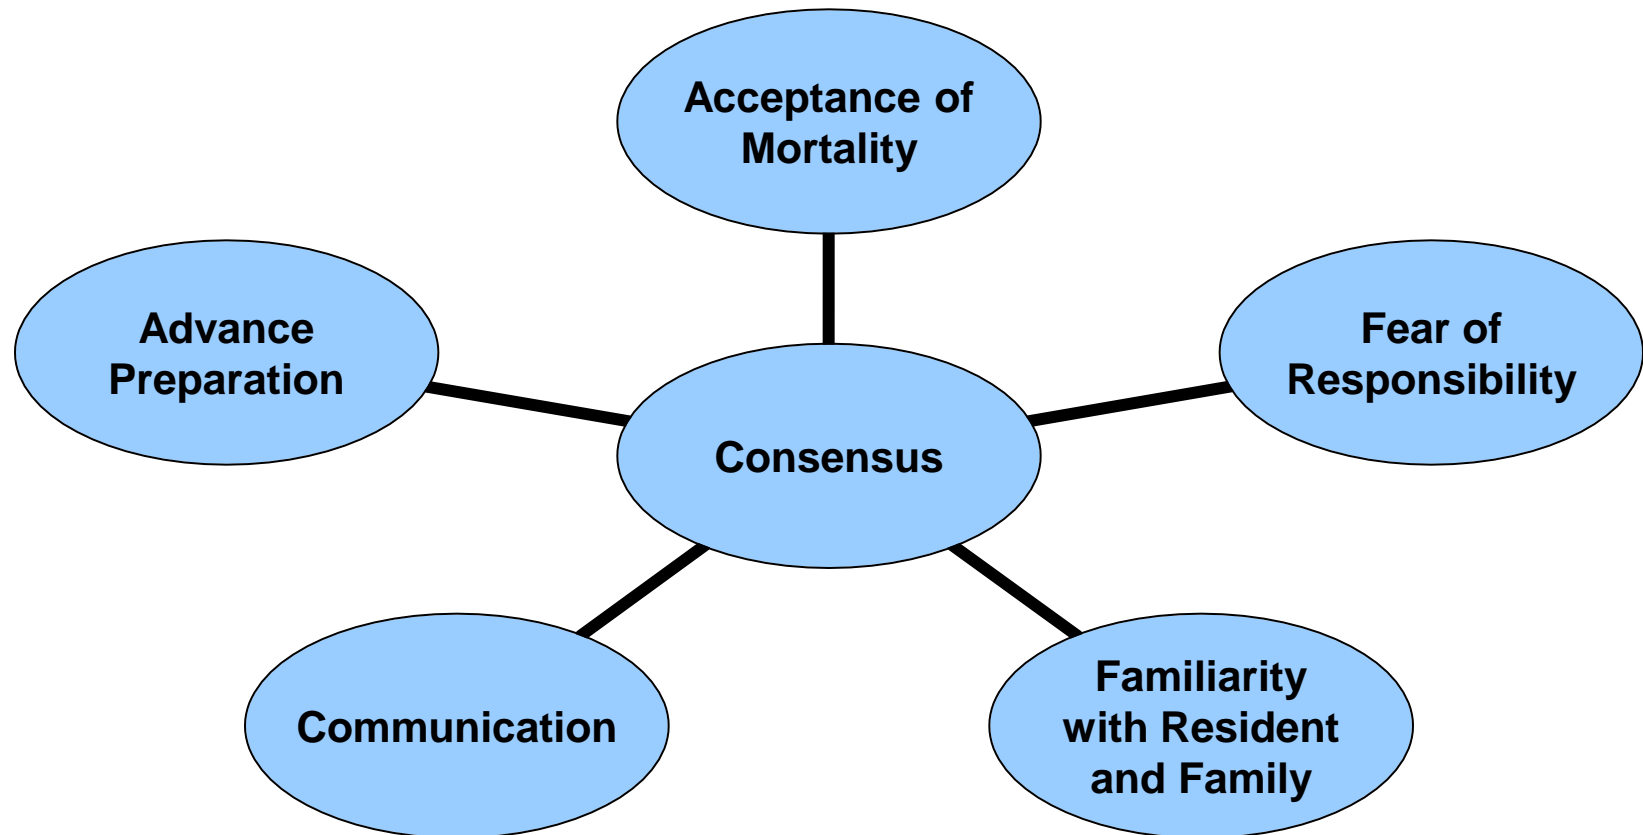 Acceptance of
Mortality
Advance
Preparation
Fear of
Responsibility
Consensus
Communication
Familiarity
with Resident
and Family